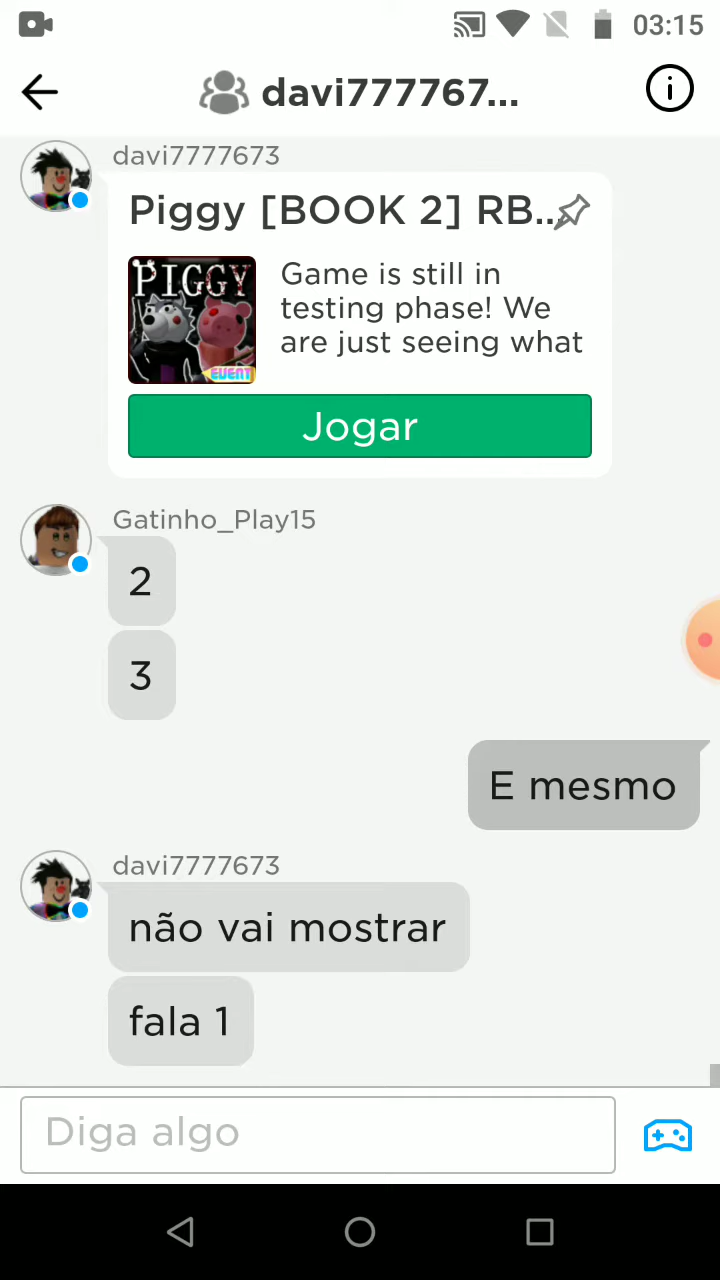 03:15
davi777767...
davi7777673
Piggy [BOOK 2] RB...
PIGGY
EVENT
Game is still in
testing phase! We
are just seeing what
Jogar
Gatinho_Play15
2
3
E mesmo
davi7777673
não vai mostrar
fala 1
Diga algo